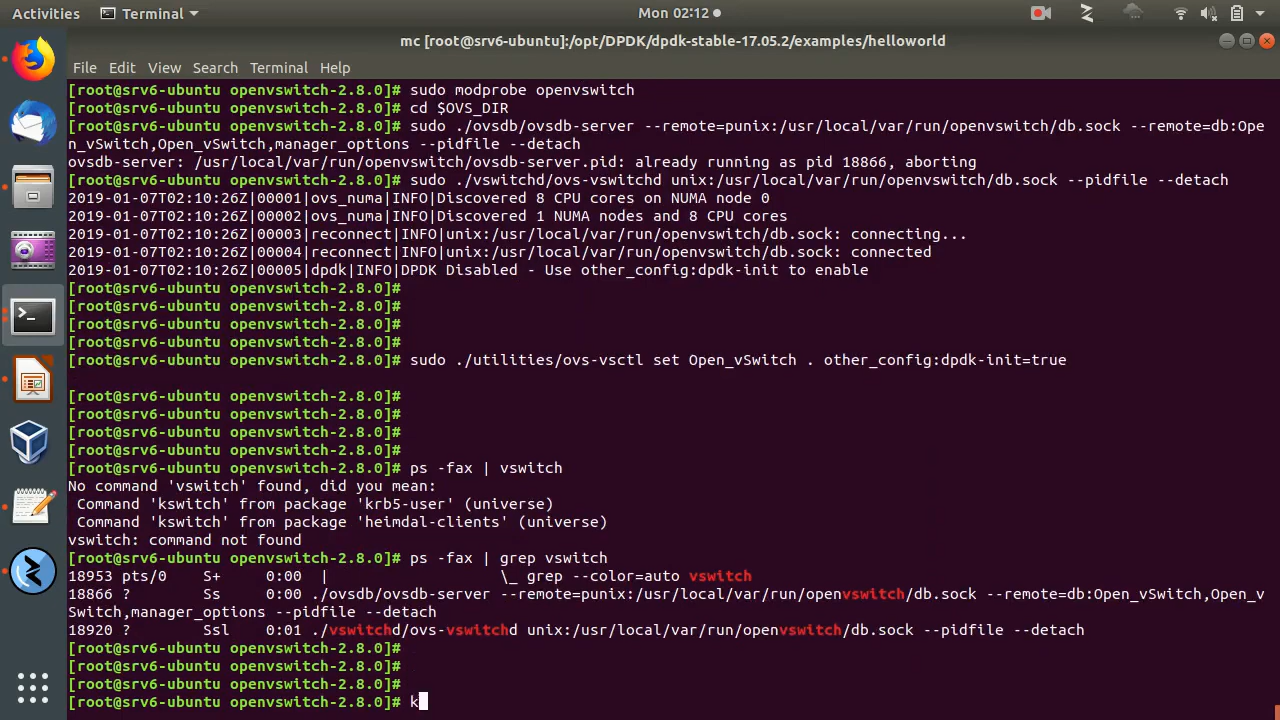 Activities Terminal Mon 02:12
mc [root@srv6-ubuntu]:/opt/DPDK/dpdk-stable-17.05.2/examples/helloworld
File Edit View Search Terminal Help
[root@srv6-ubuntu openvswitch-2.8.0]# sudo modprobe openvswitch
[root@srv6-ubuntu openvswitch-2.8.0]# cd $OVS_DIR
[root@srv6-ubuntu openvswitch-2.8.0]# sudo ./ovsdb/ovsdb-server --remote=punix:/usr/local/var/run/openvswitch/db.sock --remote=db:Ope
n_vSwitch,Open_vSwitch,manager_options --pidfile --detach
ovsdb-server: /usr/local/var/run/openvswitch/ovsdb-server.pid: already running as pid 18866, aborting
[root@srv6-ubuntu openvswitch-2.8.0]# sudo ./vswitchd/ovs-vswitchd unix:/usr/local/var/run/openvswitch/db.sock --pidfile --detach
2019-01-07T02:10:26Z|00001|ovs_numa|INFO|Discovered 8 CPU cores on NUMA node 0
2019-01-07T02:10:26Z|00002|ovs_numa|INFO|Discovered 1 NUMA nodes and 8 CPU cores
2019-01-07T02:10:26Z|00003|reconnect|INFO|unix:/usr/local/var/run/openvswitch/db.sock: connecting...
2019-01-07T02:10:26Z|00004|reconnect|INFO|unix:/usr/local/var/run/openvswitch/db.sock: connected
2019-01-07T02:10:26Z|00005|dpdk|INFO|DPDK Disabled - Use other_config:dpdk-init to enable
[root@srv6-ubuntu openvswitch-2.8.0]#
[root@srv6-ubuntu openvswitch-2.8.0]#
[root@srv6-ubuntu openvswitch-2.8.0]#
[root@srv6-ubuntu openvswitch-2.8.0]#
[root@srv6-ubuntu openvswitch-2.8.0]# sudo ./utilities/ovs-vsctl set Open_vSwitch . other_config:dpdk-init=true
[root@srv6-ubuntu openvswitch-2.8.0]#
[root@srv6-ubuntu openvswitch-2.8.0]#
[root@srv6-ubuntu openvswitch-2.8.0]#
[root@srv6-ubuntu openvswitch-2.8.0]#
[root@srv6-ubuntu openvswitch-2.8.0]# ps -fax | vswitch
No command 'vswitch' found, did you mean:
Command 'kswitch' from package 'krb5-user' (universe)
Command 'kswitch' from package 'heimdal-clients' (universe)
vswitch: command not found
[root@srv6-ubuntu openvswitch-2.8.0]# ps -fax | grep vswitch
18953 pts/0 S+ 0:00 | \_ grep --color=auto vswitch
18866 ? Ss 0:00 ./ovsdb/ovsdb-server --remote=punix:/usr/local/var/run/openvswitch/db.sock --remote=db:Open_vSwitch,Open_v
Switch,manager_options --pidfile --detach
18920 ? Ssl 0:01 ./vswitchd/ovs-vswitchd unix:/usr/local/var/run/openvswitch/db.sock --pidfile --detach
[root@srv6-ubuntu openvswitch-2.8.0]#
[root@srv6-ubuntu openvswitch-2.8.0]#
[root@srv6-ubuntu openvswitch-2.8.0]#
[root@srv6-ubuntu openvswitch-2.8.0]# k